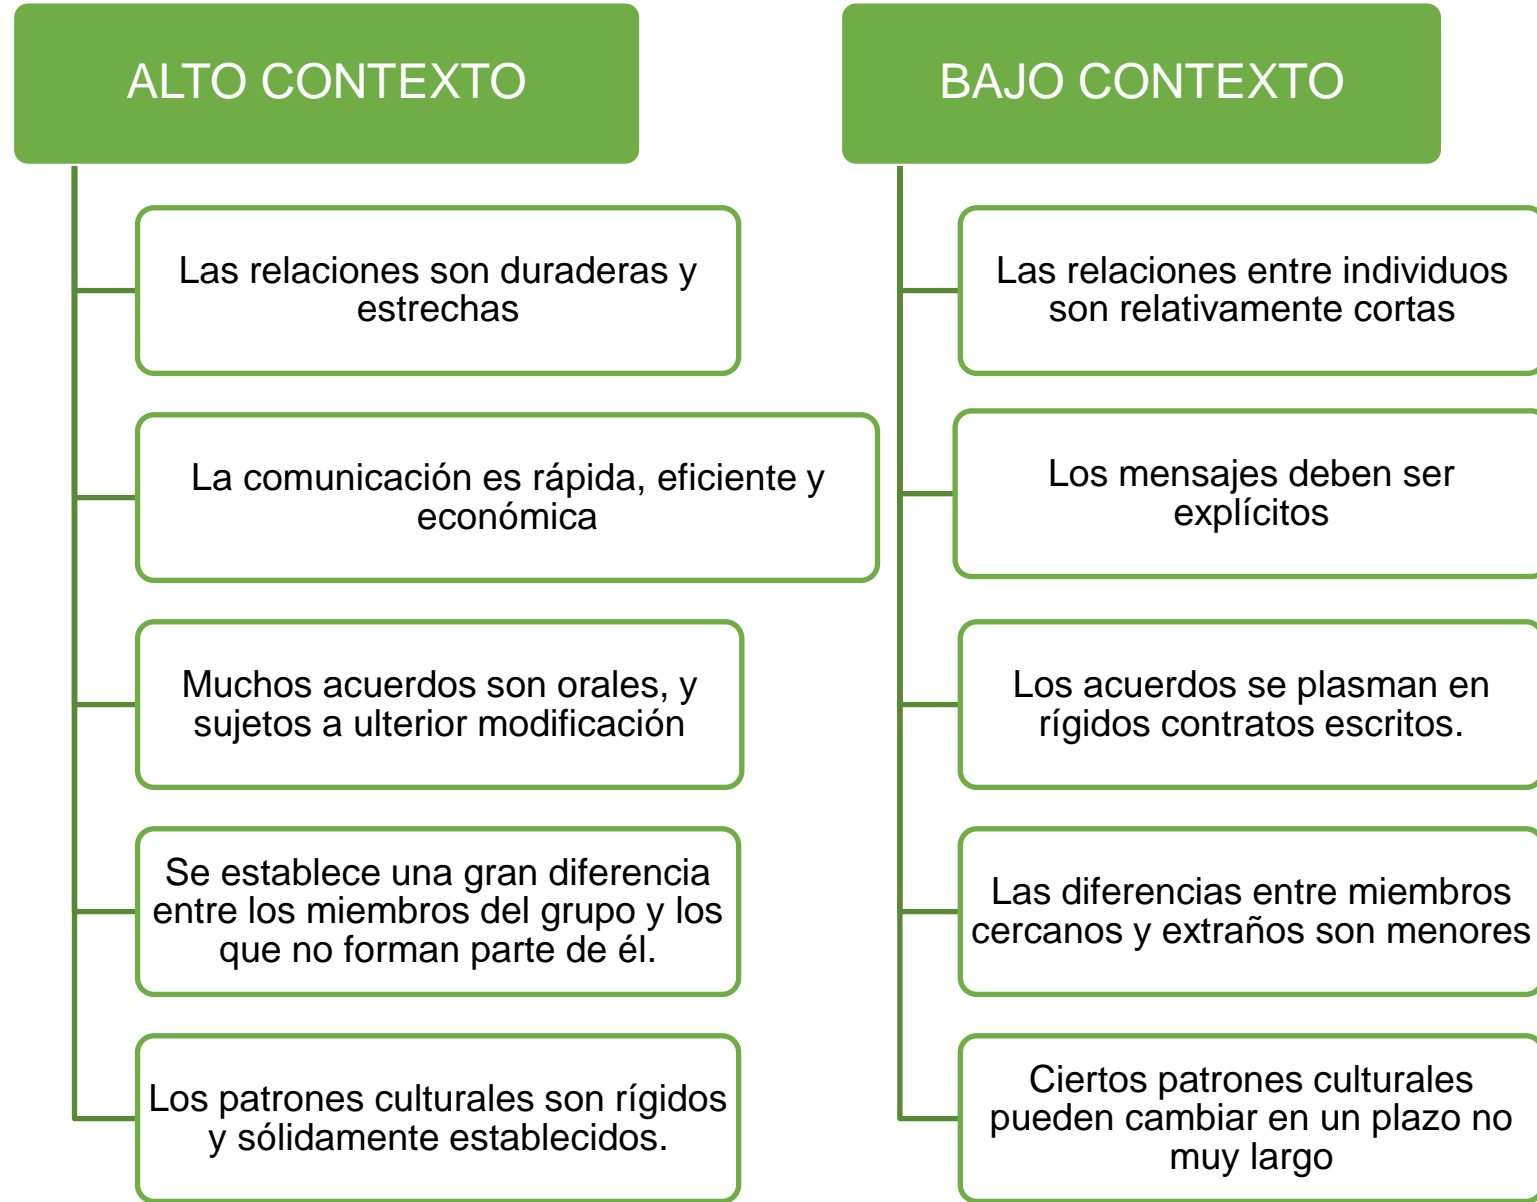 ALTO CONTEXTO
Las relaciones son duraderas y
estrechas
La comunicación es rápida, eficiente y
económica
Muchos acuerdos son orales, y
sujetos a ulterior modificación
Se establece una gran diferencia
entre los miembros del grupo y los
que no forman parte de él.
Los patrones culturales son rígidos
y sólidamente establecidos.
BAJO CONTEXTO
Las relaciones entre individuos
son relativamente cortas
Los mensajes deben ser
explícitos
Los acuerdos se plasman en
rígidos contratos escritos.
Las diferencias entre miembros
cercanos y extraños son menores
Ciertos patrones culturales
pueden cambiar en un plazo no
muy largo